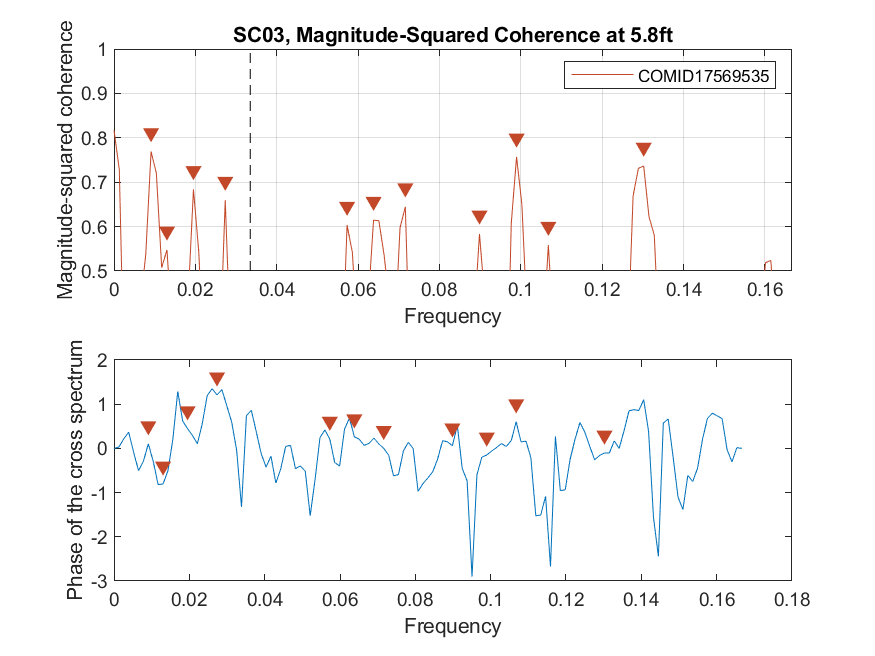 SC03, Magnitude-Squared Coherence at 5.8ft
Magnitude-squared coherence
1
0.9
0.8
0.7
0.6
0.5
COMID17569535
0 0.02 0.04 0.06 0.08 0.1 0.12 0.14 0.16
Frequency
Phase of the cross spectrum
2
1
0
-1
-2
-3
0 0.02 0.04 0.06 0.08 0.1 0.12 0.14 0.16 0.18
Frequency